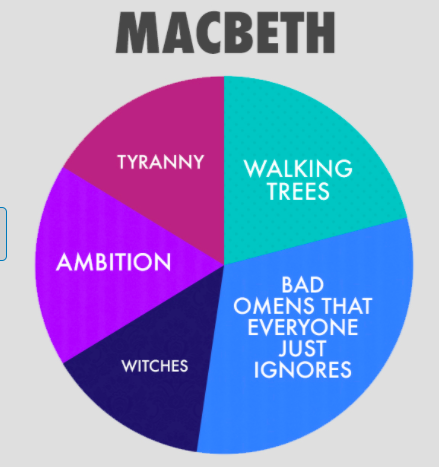 MACBETH
TYRANNY
WALKING
TREES
AMBITION
BAD
OMENS THAT
EVERYONE
JUST
IGNORES
WITCHES